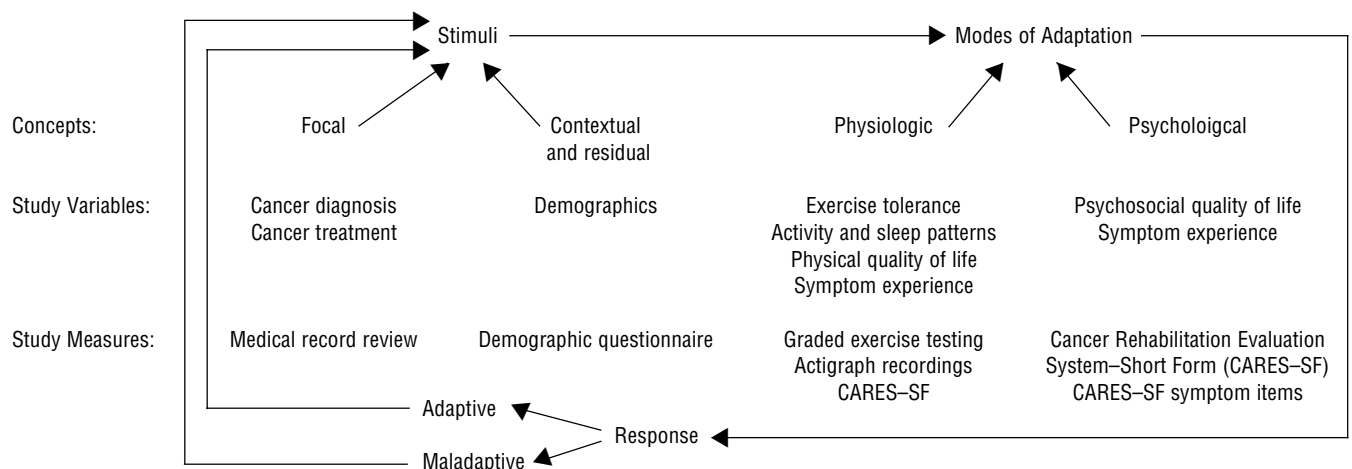 Stimuli
Modes of Adaptation
Concepts:
Focal
Contextual
and residual
Physiologic
Psycholoigcal
Study Variables:
Cancer diagnosis
Cancer treatment
Demographics
Exercise tolerance
Activity and sleep patterns
Physical quality of life
Symptom experience
Psychosocial quality of life
Symptom experience
Study Measures:
Medical record review
Demographic questionnaire
Graded exercise testing
Actigraph recordings
CARES–SF
Cancer Rehabilitation Evaluation
System–Short Form (CARES–SF)
CARES–SF symptom items
Adaptive
Response
Maladaptive